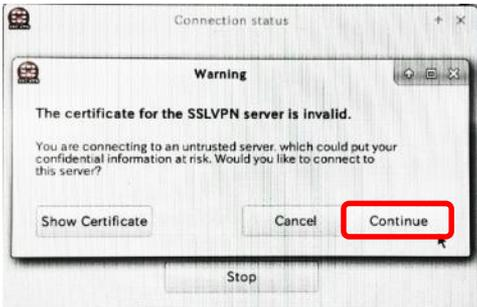 Connection status
Warning
The certificate for the SSLVPN server is invalid.
You are connecting to an untrusted server. which could put your
confidential information at risk. Would you like to connect to
this server?
Show Certificate
Cancel
Continue
Stop